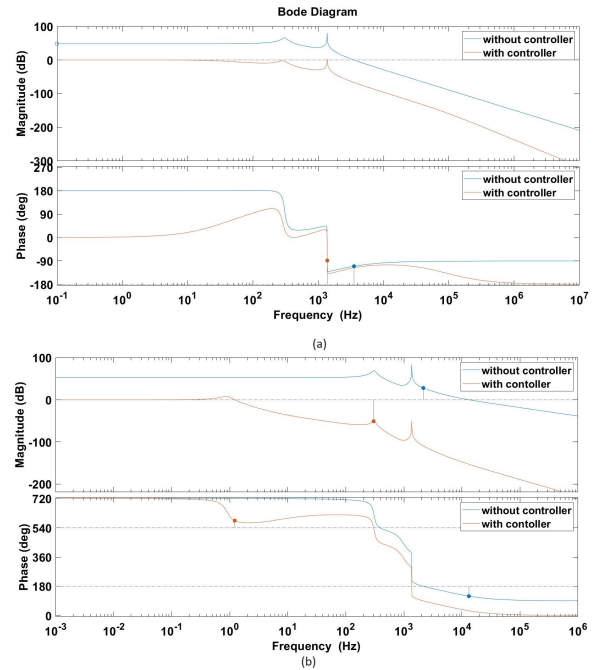 Bode Diagram
without controller
with controller
Magnitude (dB)
100
0
-100
-200
-300
without controller
with controller
Phase (deg)
270
180
90
0
-90
-180
10^-1 10^0 10^1 10^2 10^3 10^4 10^5 10^6 10^7
Frequency (Hz)
(a)
without controller
with contoller
Magnitude (dB)
100
0
-100
-200
without controller
with contoller
Phase (deg)
720
540
360
180
0
10^-3 10^-2 10^-1 10^0 10^1 10^2 10^3 10^4 10^5 10^6
Frequency (Hz)
(b)